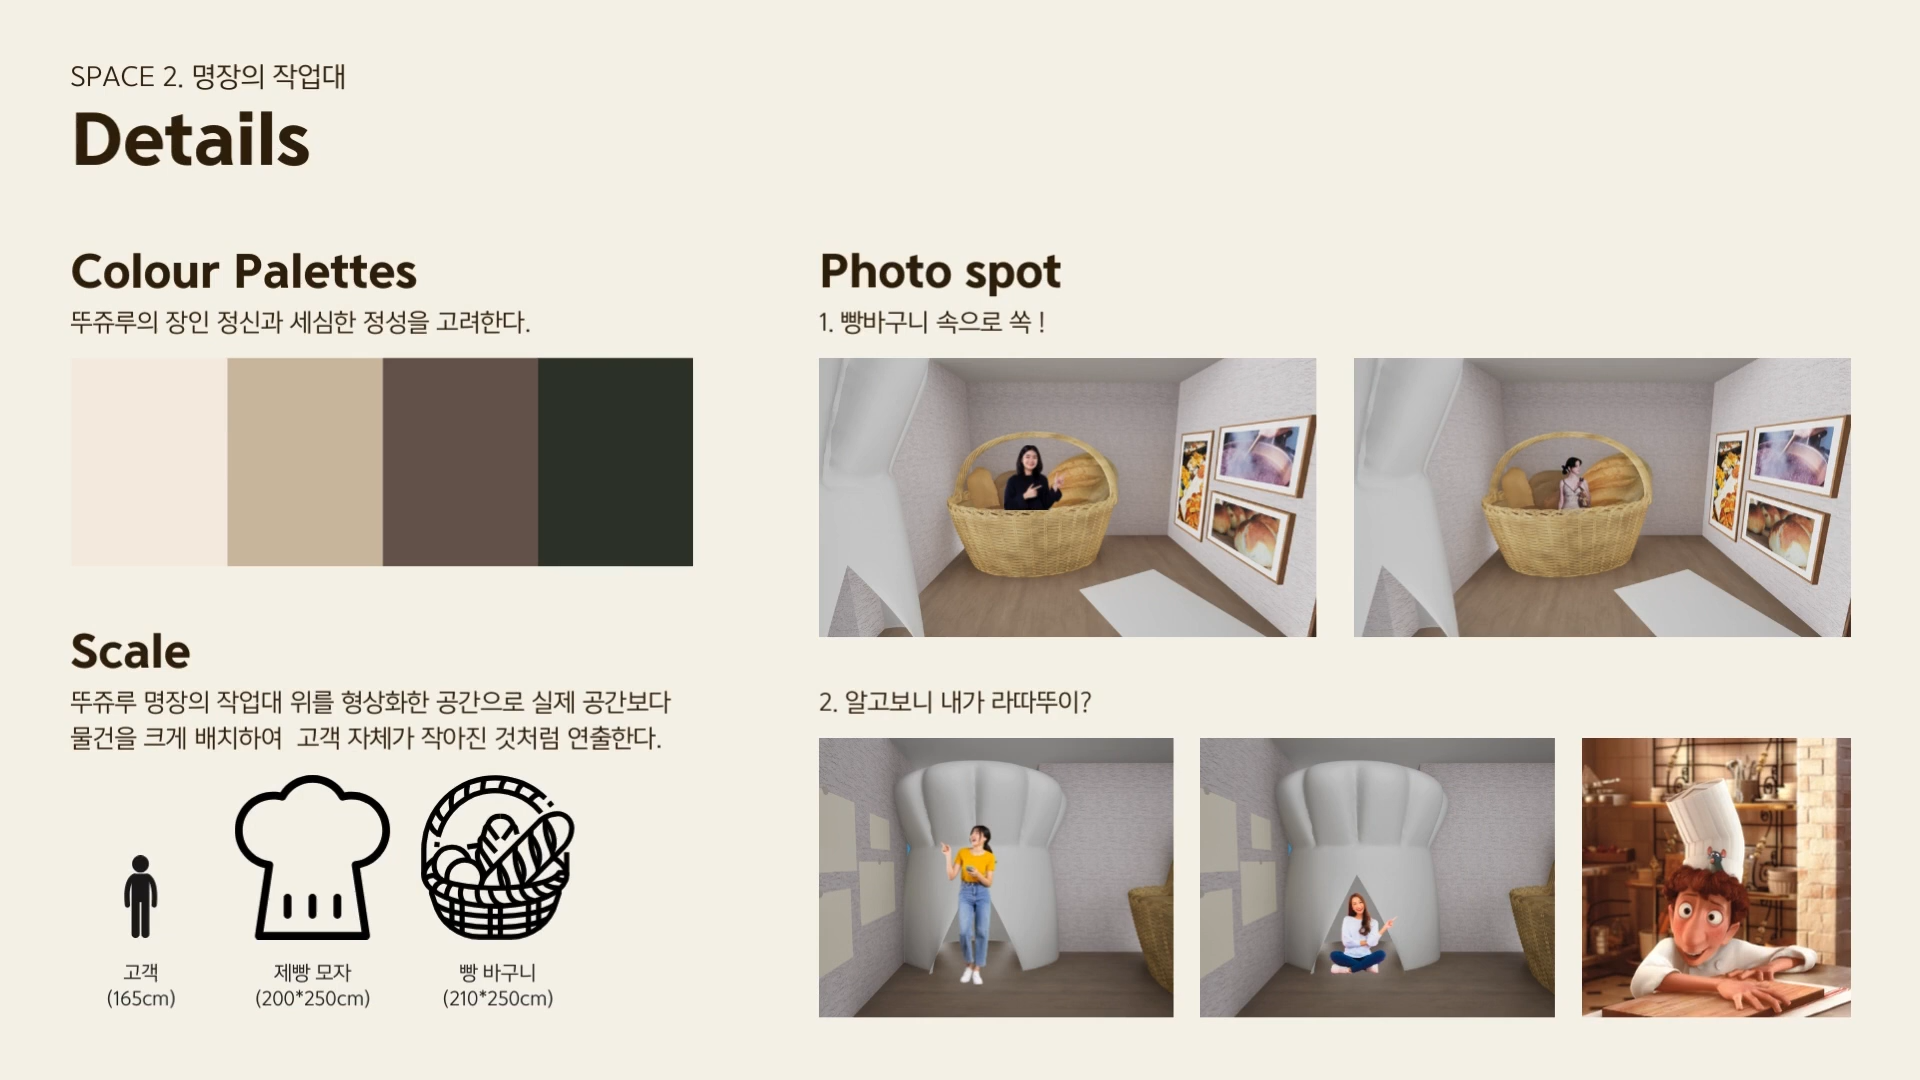 SPACE 2. 명장의 작업대
Details
Colour Palettes
뚜쥬루의 장인 정신과 세심한 정성을 고려한다.
Scale
뚜쥬루 명장의 작업대 위를 형상화한 공간으로 실제 공간보다
물건을 크게 배치하여 고객 자체가 작아진 것처럼 연출한다.
고객
(165cm)
제빵 모자
(200*250cm)
빵 바구니
(210*250cm)
Photo spot
1. 빵바구니 속으로 쏙 !
2. 알고보니 내가 라따뚜이?